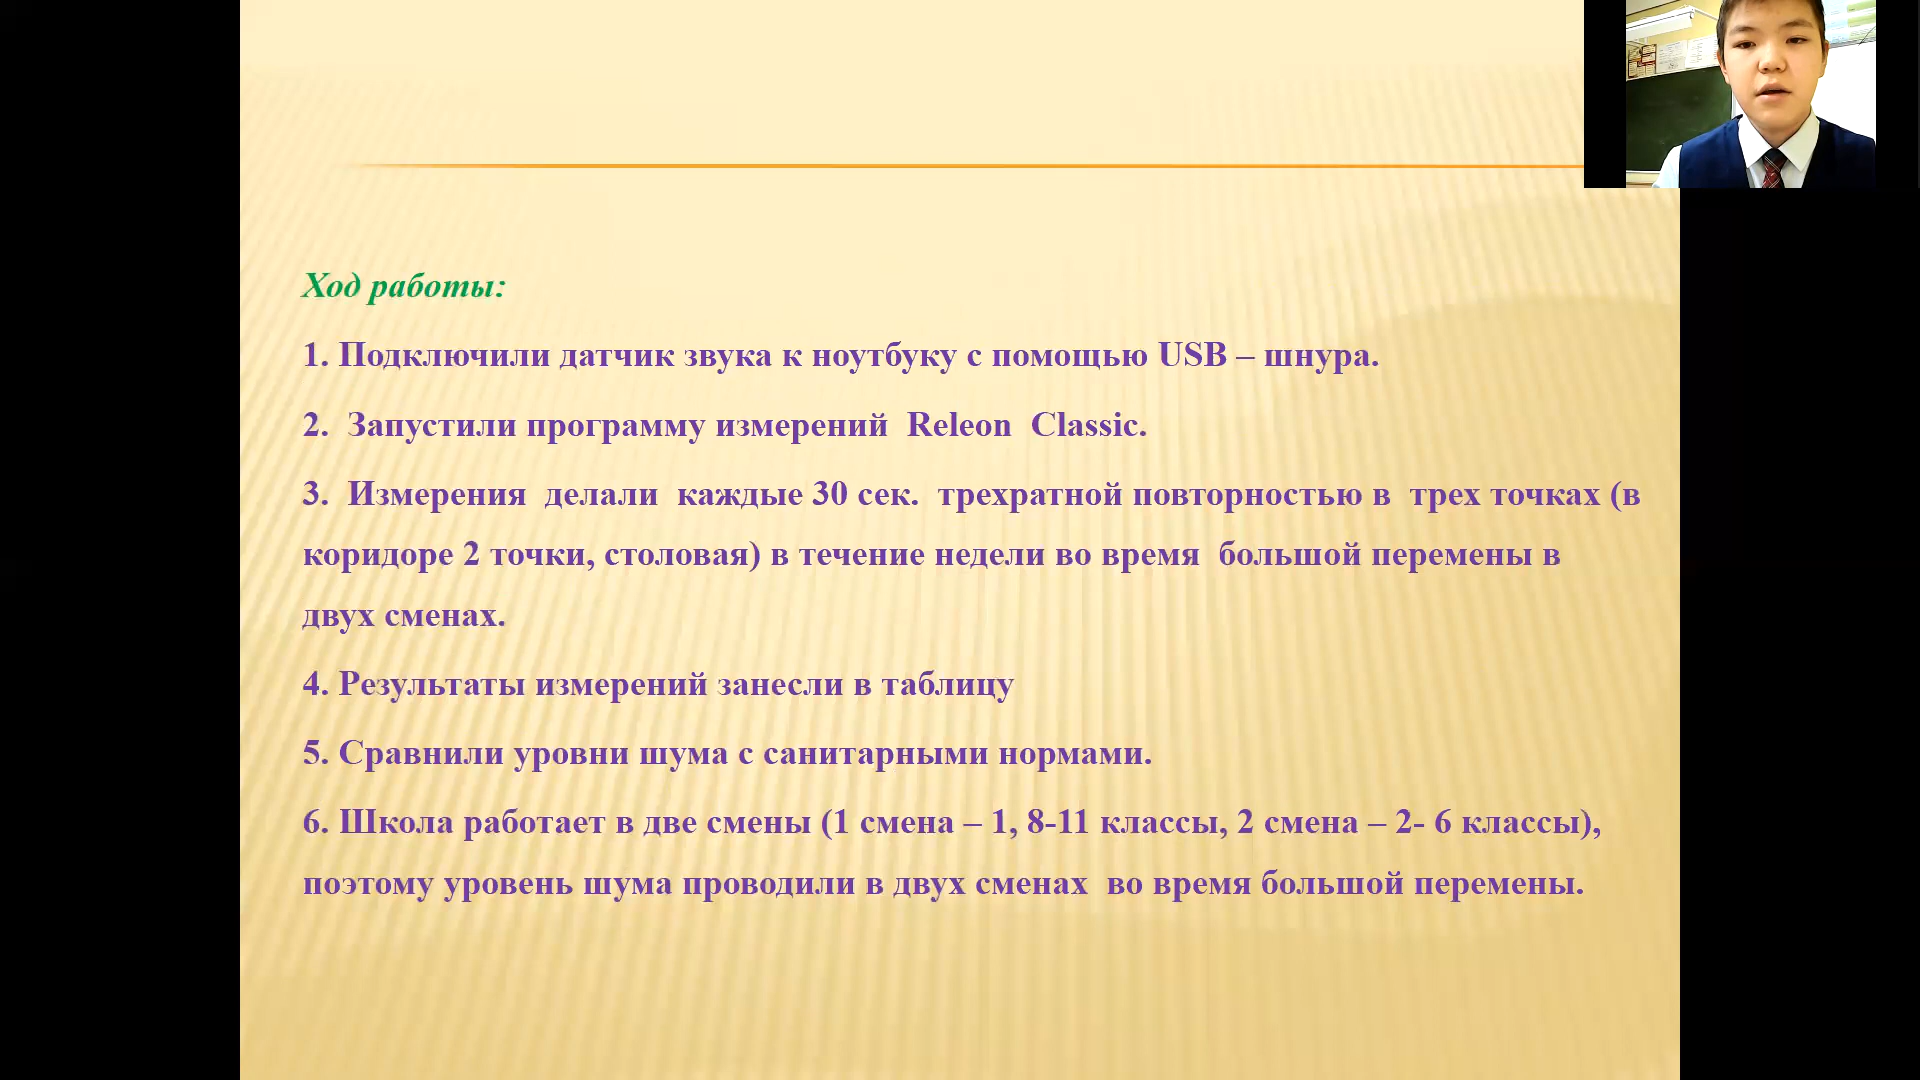 Ход работы:
1. Подключили датчик звука к ноутбуку с помощью USB – шнура.
2.  Запустили программу измерений  Releon  Classic.
3.  Измерения  делали  каждые 30 сек.  трехратной повторностью в  трех точках (в
коридоре 2 точки, столовая) в течение недели во время  большой перемены в
двух сменах.
4. Результаты измерений занесли в таблицу
5. Сравнили уровни шума с санитарными нормами.
6. Школа работает в две смены (1 смена – 1, 8-11 классы, 2 смена – 2- 6 классы),
поэтому уровень шума проводили в двух сменах  во время большой перемены.